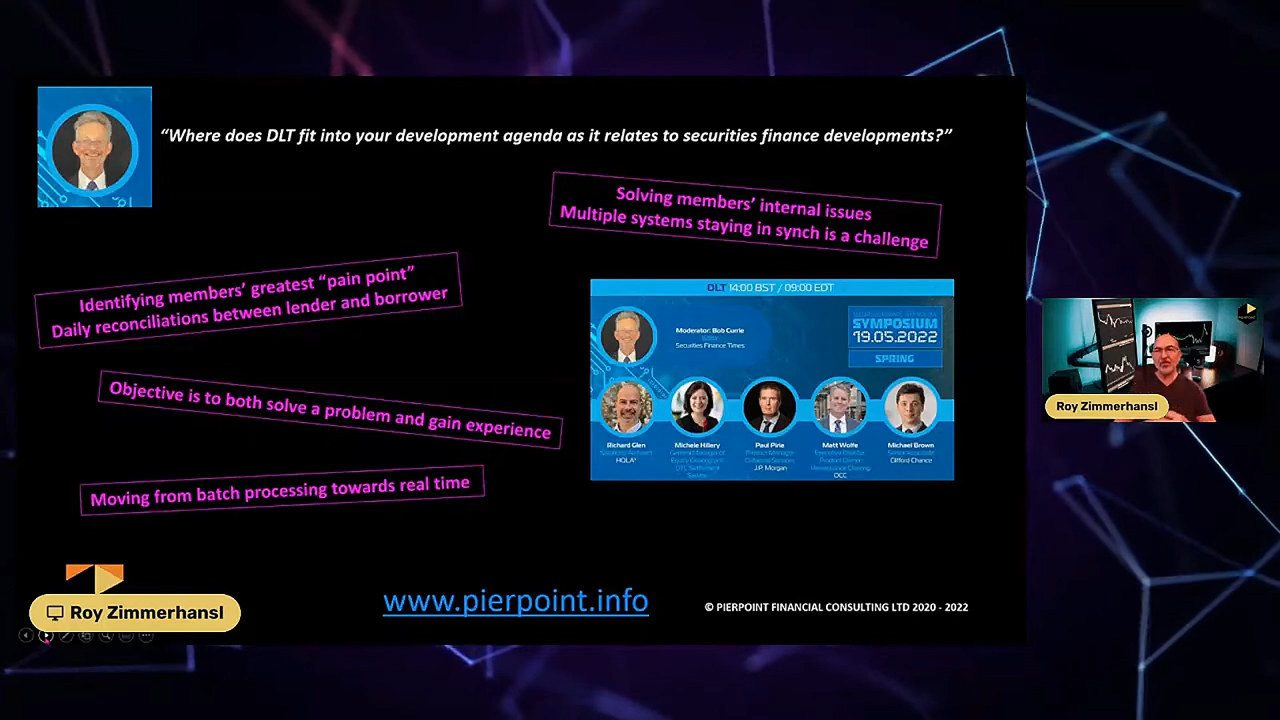 “Where does DLT fit into your development agenda as it relates to securities finance developments?”
Solving members’ internal issues
Multiple systems staying in synch is a challenge
Identifying members’ greatest “pain point”
Daily reconciliations between lender and borrower
Objective is to both solve a problem and gain experience
Moving from batch processing towards real time
DLT 14:00 BST / 09:00 EDT
Moderator: Bob Currie
Securities Finance Times
SYMPOSIUM
19.05.2022
SPRING
Richard Glen
Michele Hillery
Paul Pirie
Matt Wolfe
Michael Brown
HQLAˣ
J.P. Morgan
OCC
Clifford Chance
Roy Zimmerhansl
Roy Zimmerhansl
www.pierpoint.info
© PIERPOINT FINANCIAL CONSULTING LTD 2020 - 2022